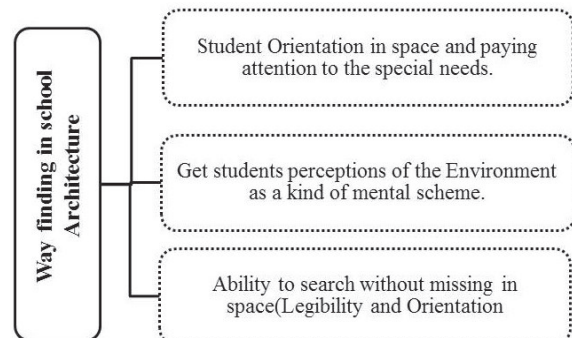 Way finding in school
Architecture
Student Orientation in space and paying
attention to the special needs.
Get students perceptions of the Environment
as a kind of mental scheme.
Ability to search without missing in
space(Legibility and Orientation